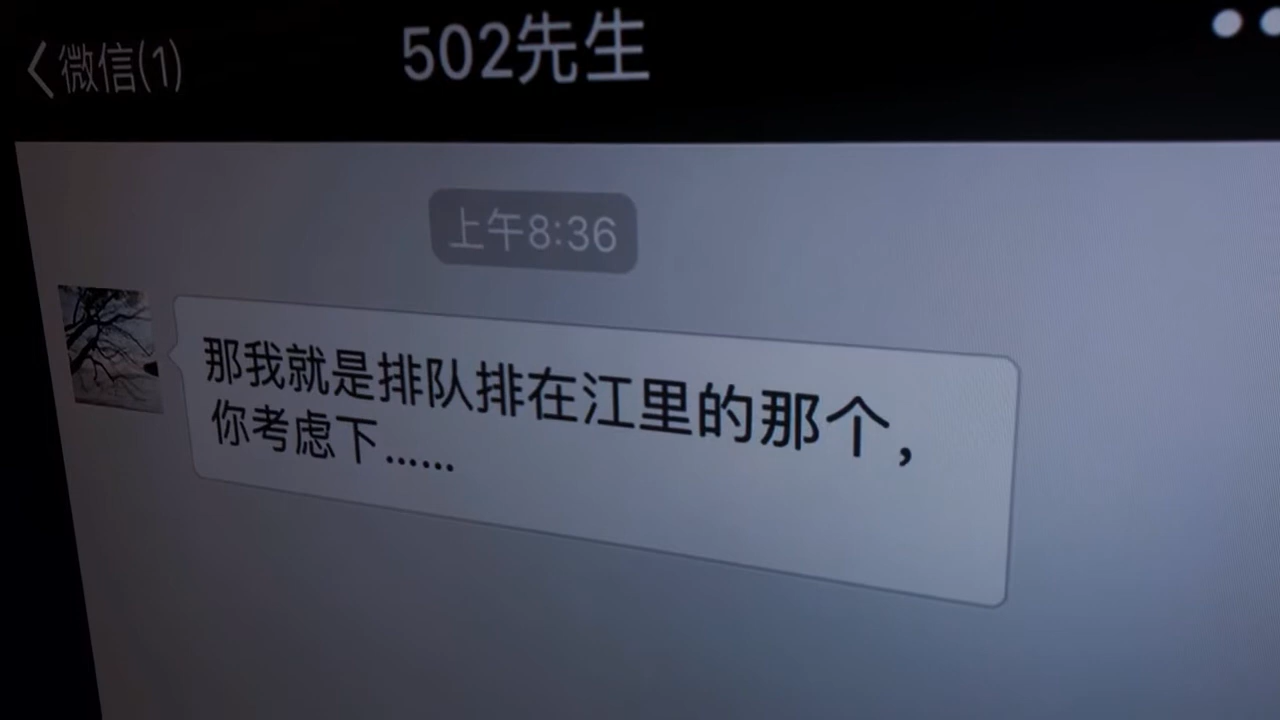 微信(1)
502先生
上午8:36
那我就是排队排在江里的那个，
你考虑下……